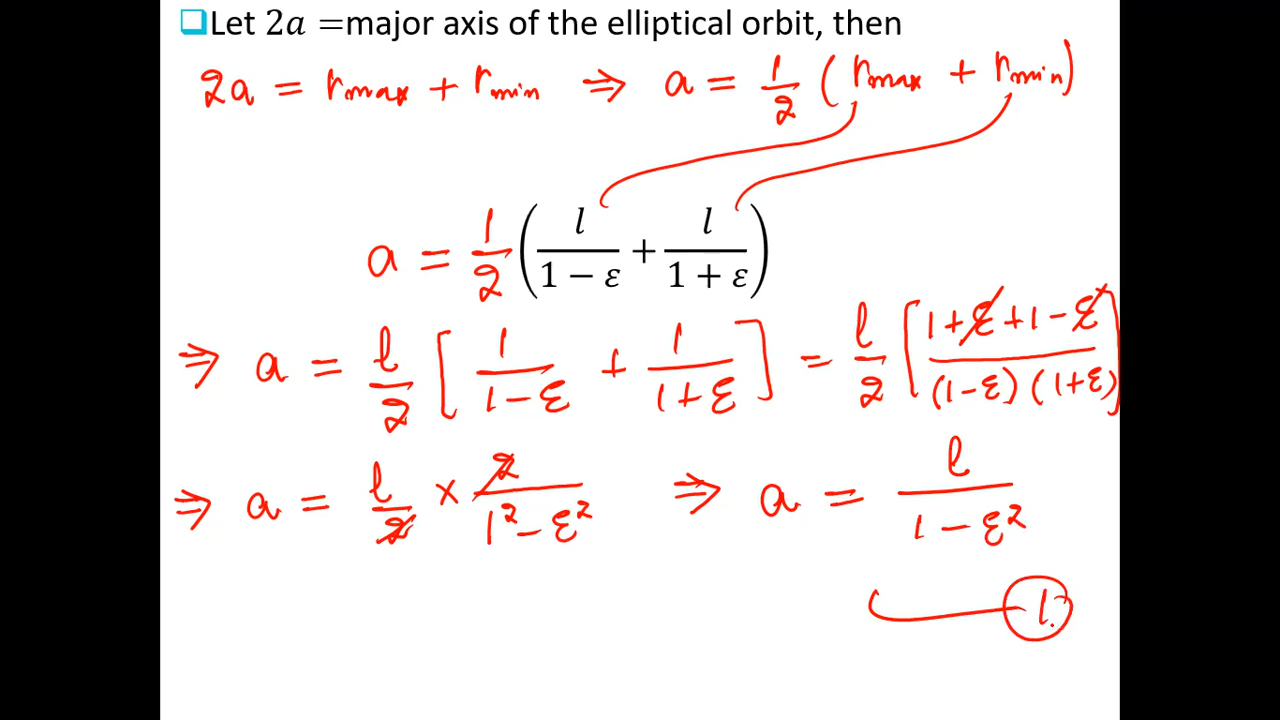 ❑Let 2a =major axis of the elliptical orbit, then
2a = rmax + rmin ⇒ a = 1/2 (rmax + rmin)
a = 1/2 (l/(1 − ε) + l/(1 + ε))
⇒ a = l/2 [1/(1-ε) + 1/(1+ε)] = l/2 [(1+ε+1-ε)/((1-ε)(1+ε))]
⇒ a = l/2 × 2/(1²-ε²) ⇒ a = l/(1-ε²)